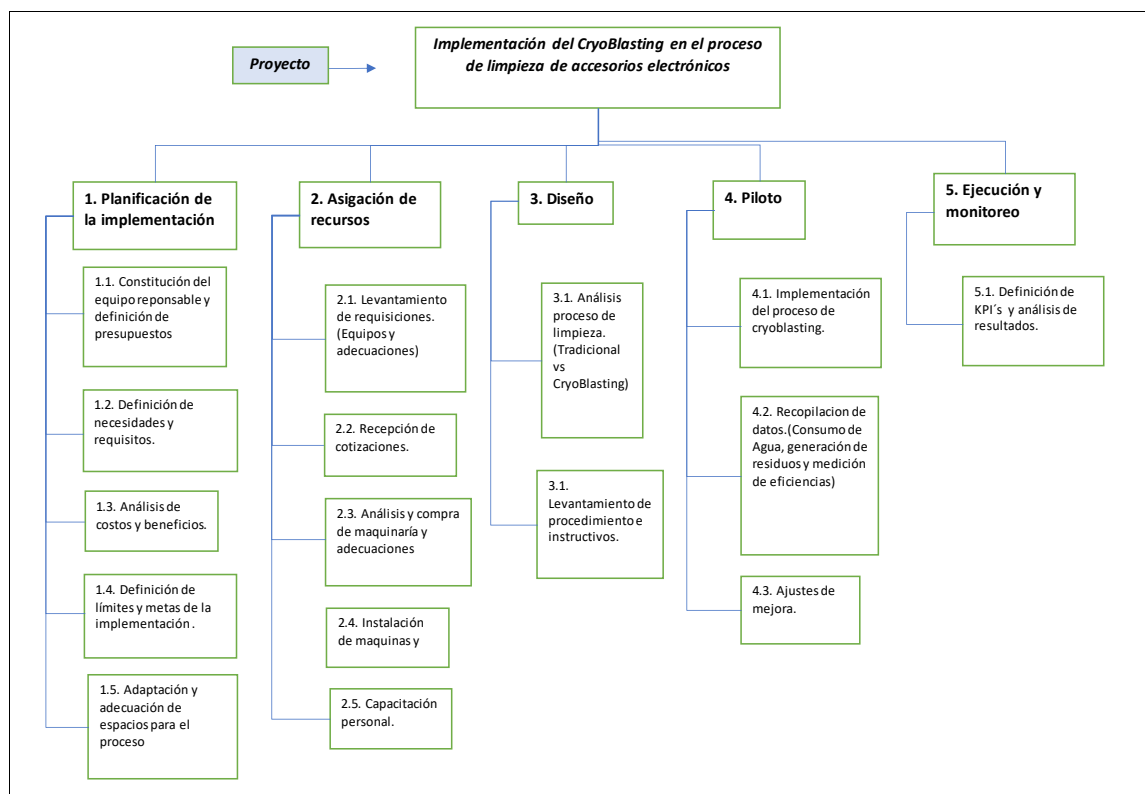 Implementación del CryoBlasting en el proceso
de limpieza de accesorios electrónicos
Proyecto
1. Planificación de
la implementación
1.1. Constitución del
equipo reponsable y
definición de
presupuestos
1.2. Definición de
necesidades y
requisitos.
1.3. Análisis de
costos y beneficios.
1.4. Definición de
límites y metas de la
implementación .
1.5. Adaptación y
adecuación de
espacios para el
proceso
2. Asigación de
recursos
2.1. Levantamiento
de requisiciones.
(Equipos y
adecuaciones)
2.2. Recepción de
cotizaciones.
2.3. Análisis y compra
de maquinaría y
adecuaciones
2.4. Instalación
de maquinas y
2.5. Capacitación
personal.
3. Diseño
3.1. Análisis
proceso de
limpieza.
(Tradicional
vs
CryoBlasting)
3.1.
Levantamiento de
procedimiento e
instructivos.
4. Piloto
4.1. Implementación
del proceso de
cryoblasting.
4.2. Recopilacion de
datos.(Consumo de
Agua, generación de
residuos y medición
de eficiencias)
4.3. Ajustes de
mejora.
5. Ejecución y
monitoreo
5.1. Definición de
KPI´s y análisis de
resultados.